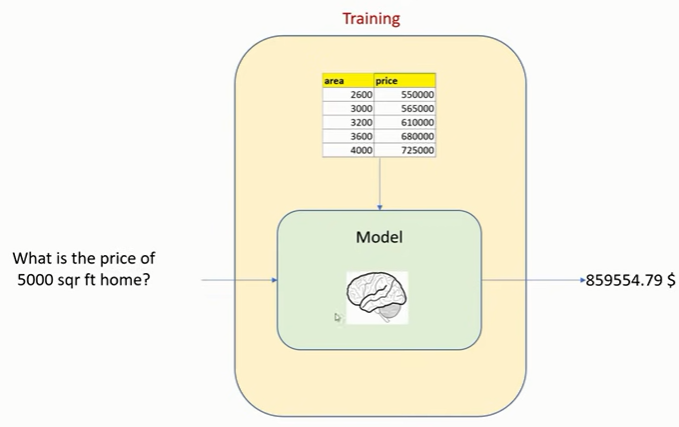 Training
area price
2600 550000
3000 565000
3200 610000
3600 680000
4000 725000
Model
What is the price of
5000 sqr ft home?
859554.79 $